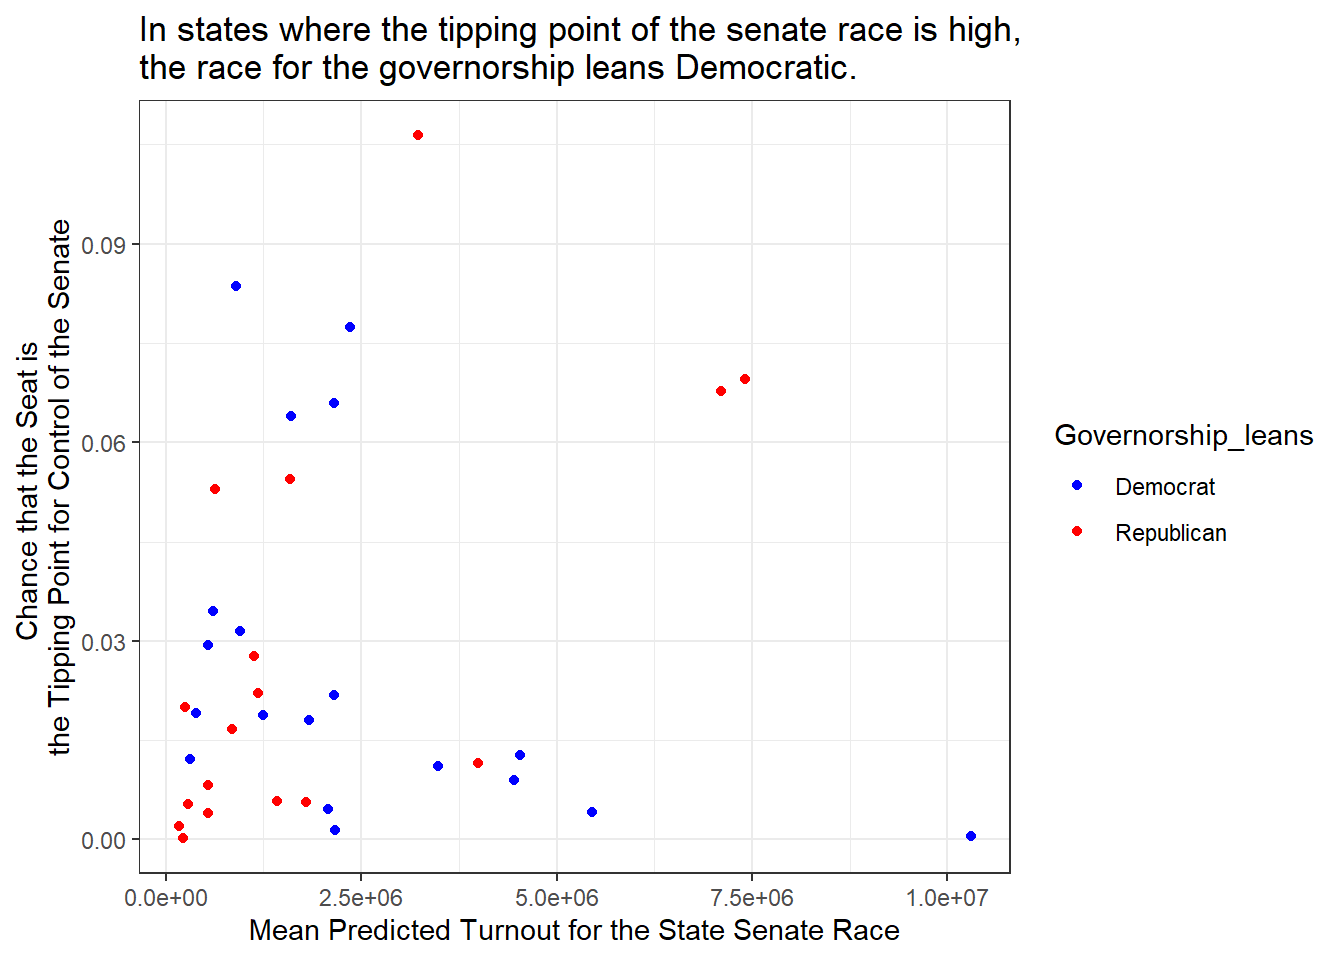 In states where the tipping point of the senate race is high,
the race for the governorship leans Democratic.
Chance that the Seat is
the Tipping Point for Control of the Senate
0.09
0.06
0.03
0.00
0.0e+00
2.5e+06
5.0e+06
7.5e+06
1.0e+07
Mean Predicted Turnout for the State Senate Race
Governorship_leans
Democrat
Republican